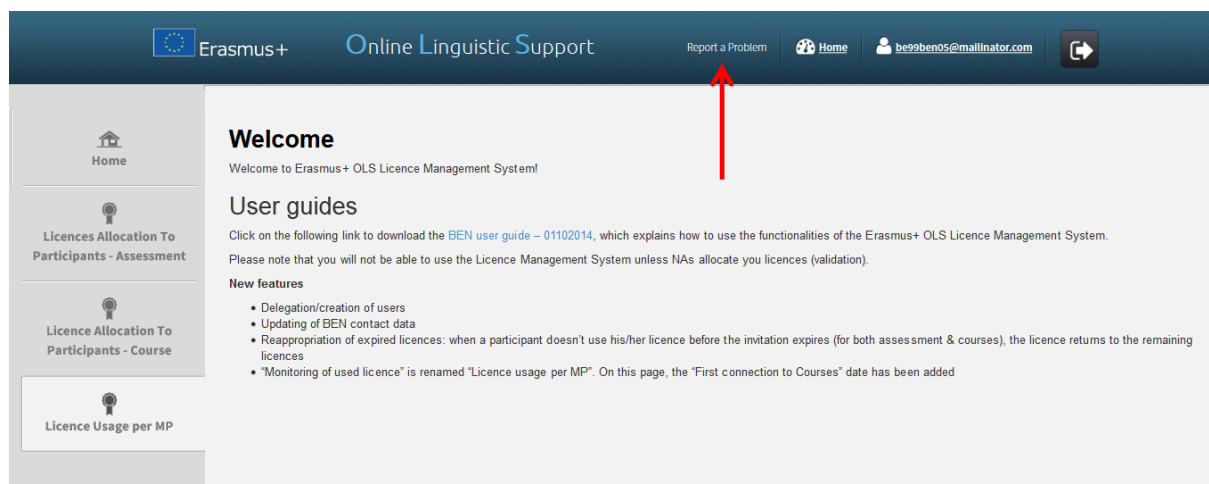 Erasmus+
Online Linguistic Support
Report a Problem
Home
be99ben05@mailinator.com
Home
Licences Allocation To
Participants - Assessment
Licence Allocation To
Participants - Course
Licence Usage per MP
Welcome
Welcome to Erasmus+ OLS Licence Management System!
User guides
Click on the following link to download the BEN user guide – 01102014, which explains how to use the functionalities of the Erasmus+ OLS Licence Management System.
Please note that you will not be able to use the Licence Management System unless NAs allocate you licences (validation).
New features
• Delegation/creation of users
• Updating of BEN contact data
• Reappropriation of expired licences: when a participant doesn't use his/her licence before the invitation expires (for both assessment & courses), the licence returns to the remaining
licences
• "Monitoring of used licence" is renamed "Licence usage per MP". On this page, the "First connection to Courses" date has been added